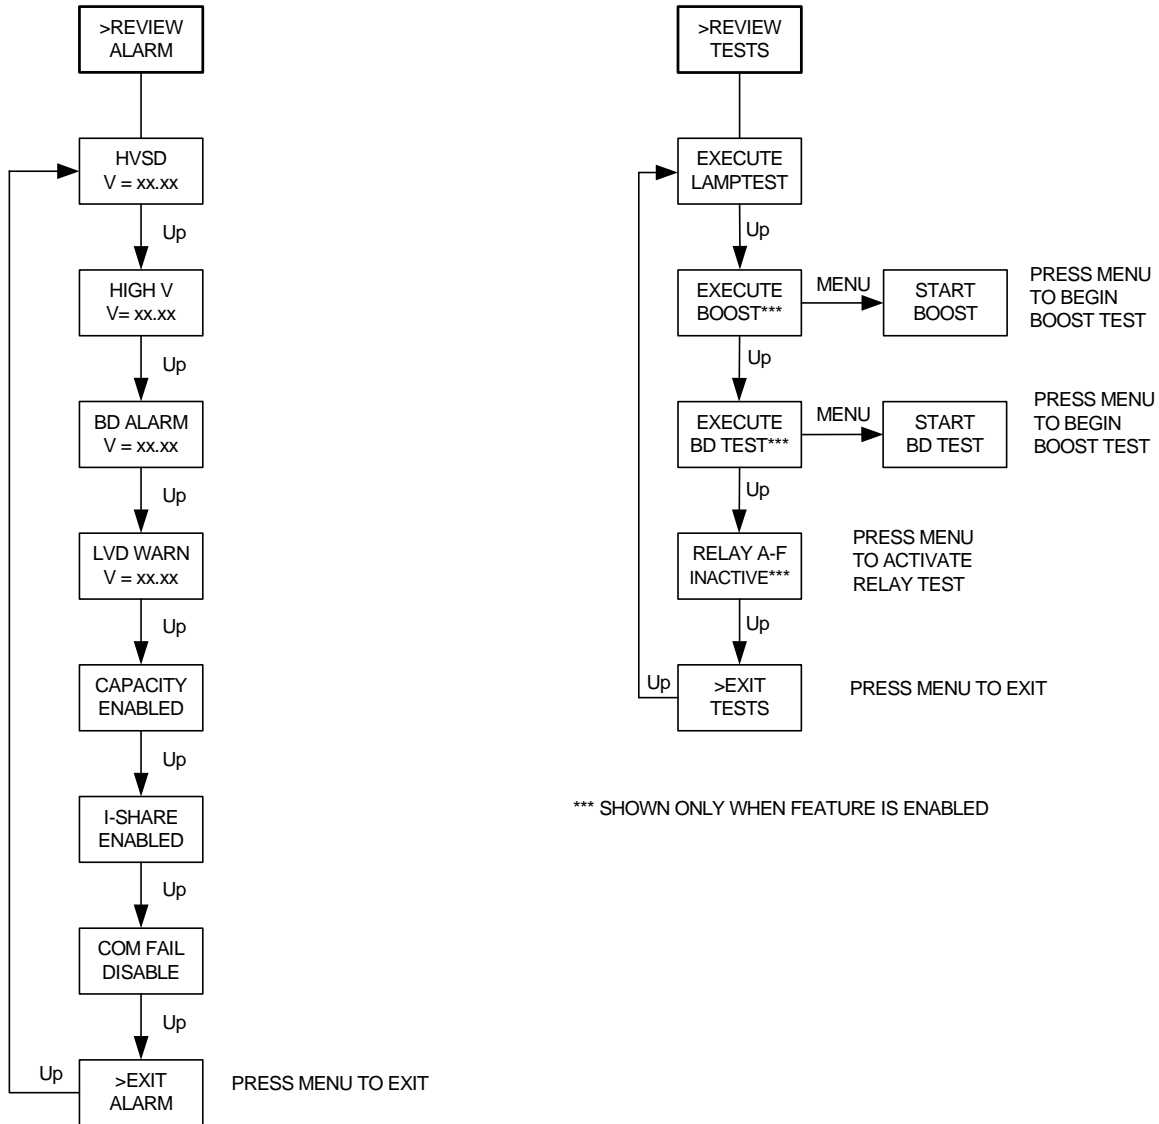 >REVIEW
ALARM
HVSD
V = xx.xx
Up
HIGH V
V= xx.xx
Up
BD ALARM
V = xx.xx
Up
LVD WARN
V = xx.xx
Up
CAPACITY
ENABLED
Up
I-SHARE
ENABLED
Up
COM FAIL
DISABLE
Up
Up
>EXIT
ALARM
PRESS MENU TO EXIT
>REVIEW
TESTS
EXECUTE
LAMPTEST
Up
EXECUTE
BOOST***
MENU
START
BOOST
PRESS MENU
TO BEGIN
BOOST TEST
Up
EXECUTE
BD TEST***
MENU
START
BD TEST
PRESS MENU
TO BEGIN
BOOST TEST
Up
RELAY A-F
INACTIVE***
PRESS MENU
TO ACTIVATE
RELAY TEST
Up
Up
>EXIT
TESTS
PRESS MENU TO EXIT
*** SHOWN ONLY WHEN FEATURE IS ENABLED